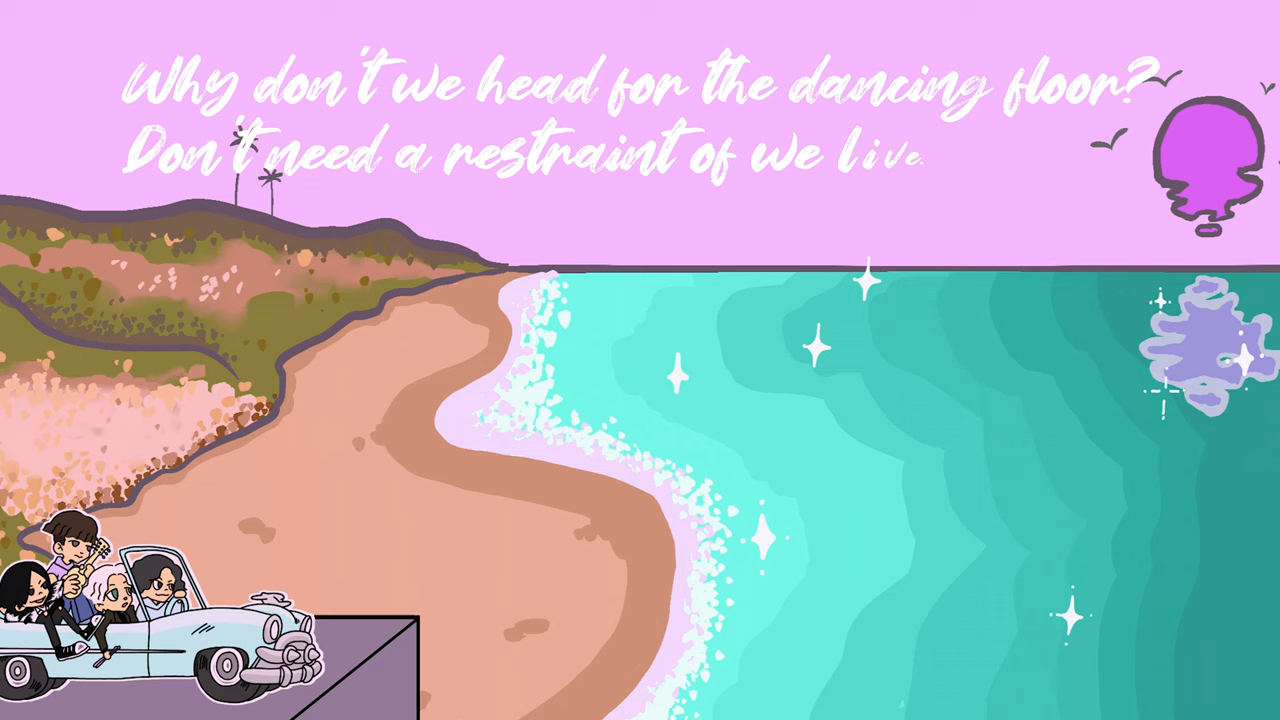 Why don't we head for the dancing floor?
Don't need a restraint of we live.